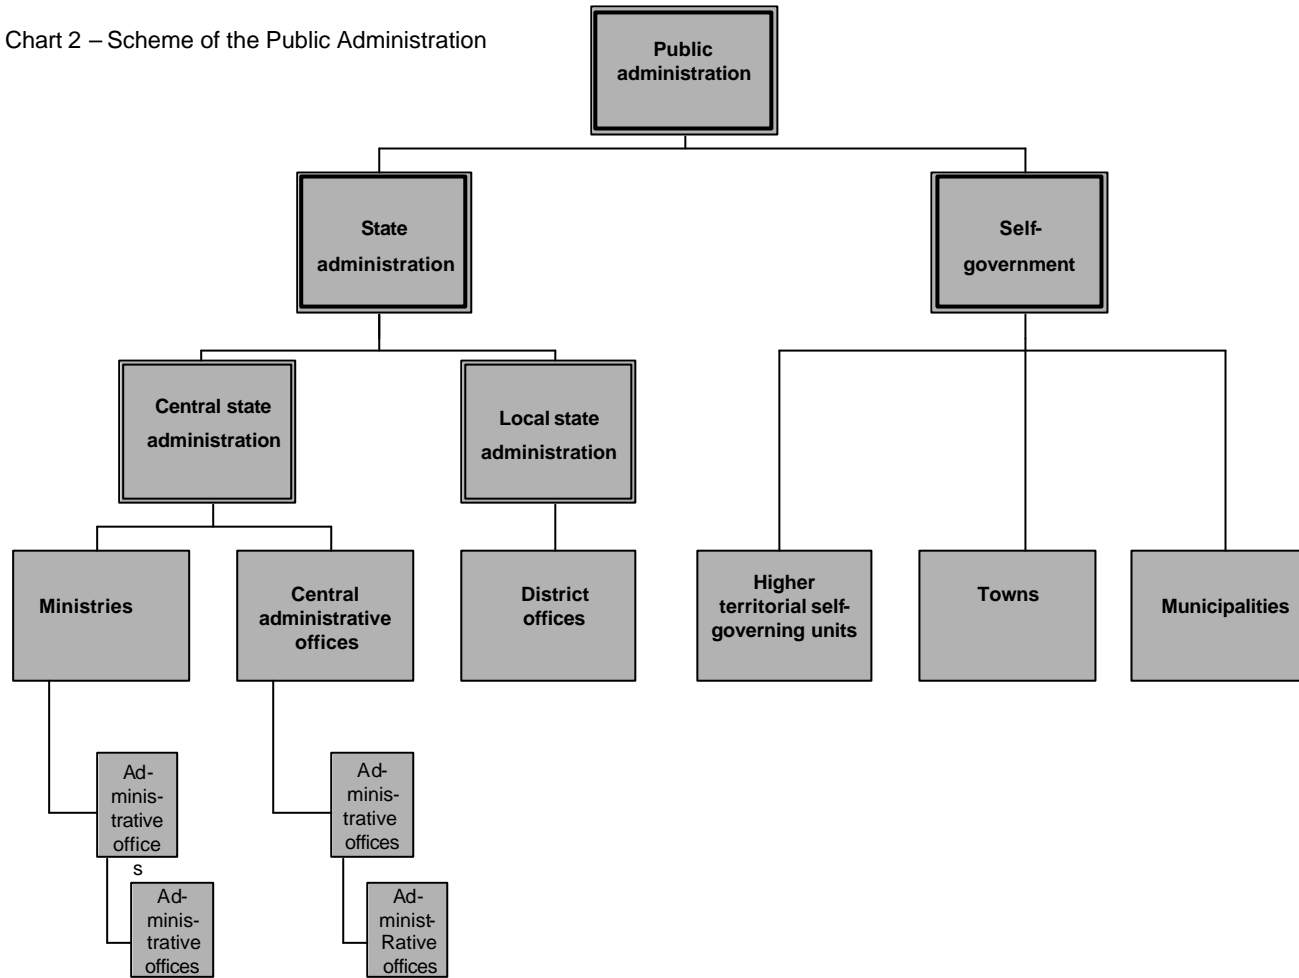 Chart 2 – Scheme of the Public Administration
Public
administration
State
administration
Self-
government
Central state
administration
Local state
administration
Ministries
Central
administrative
offices
District
offices
Higher
territorial self-
governing units
Towns
Municipalities
Ad-
minis-
trative
office
s
Ad-
minis-
trative
offices
Ad-
minis-
trative
offices
Ad-
minist-
Rative
offices